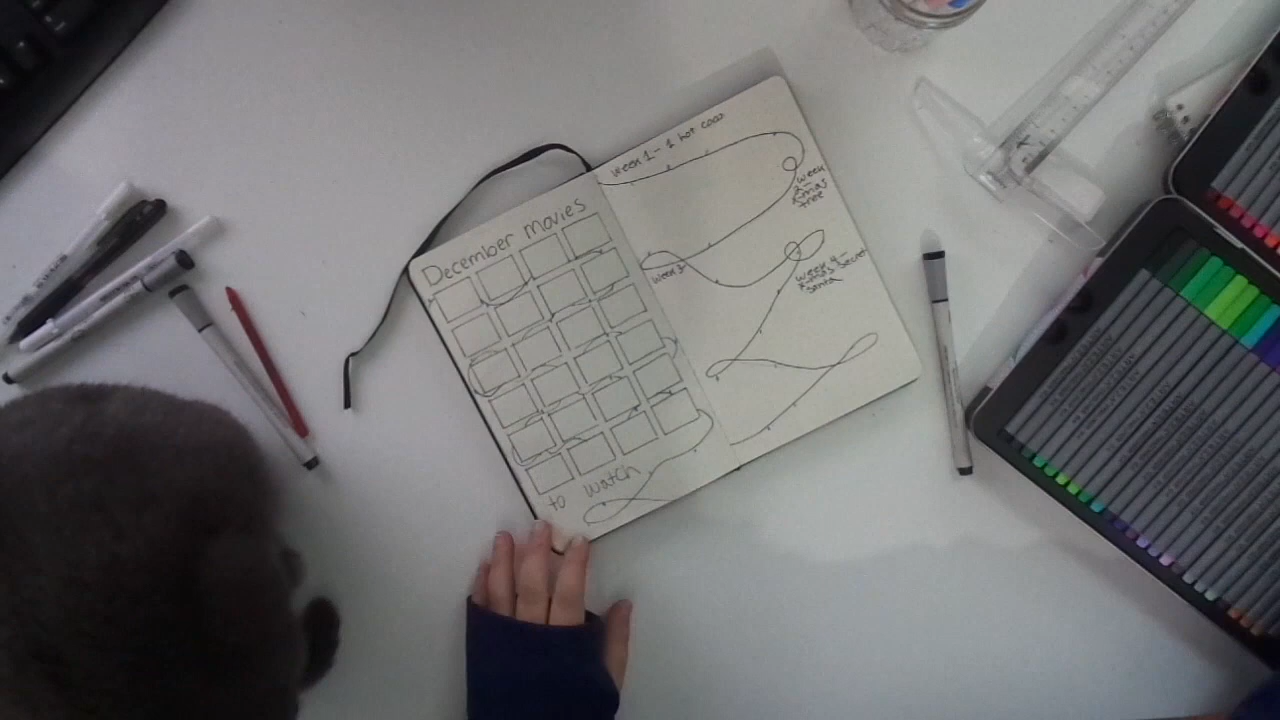 December movies
to watch
Week 1 - 1 hot coco
Week
2 -
xmas
tree
Week 3
Week 4 -
xmas secret
santa